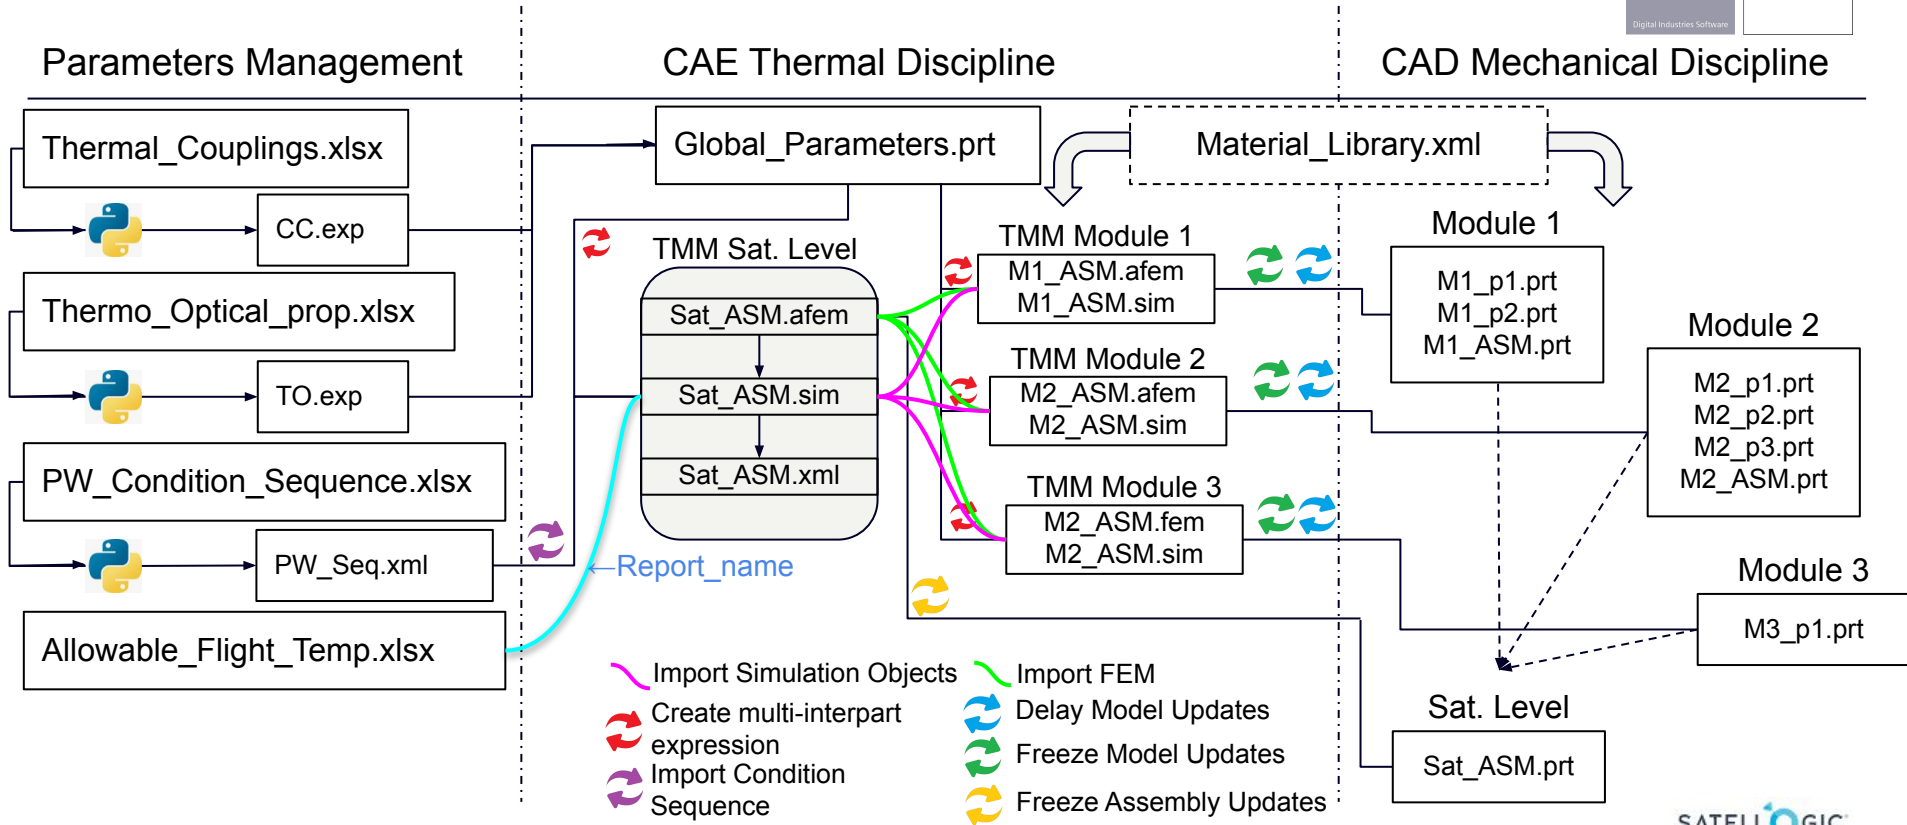 Digital Industries Software
Parameters Management
CAE Thermal Discipline
CAD Mechanical Discipline
Thermal_Couplings.xlsx
Global_Parameters.prt
Material_Library.xml
CC.exp
Thermo_Optical_prop.xlsx
TO.exp
PW_Condition_Sequence.xlsx
PW_Seq.xml
Allowable_Flight_Temp.xlsx
TMM Sat. Level
Sat_ASM.afem
Sat_ASM.sim
Sat_ASM.xml
←Report_name
TMM Module 1
M1_ASM.afem
M1_ASM.sim
TMM Module 2
M2_ASM.afem
M2_ASM.sim
TMM Module 3
M2_ASM.fem
M2_ASM.sim
Module 1
M1_p1.prt
M1_p2.prt
M1_ASM.prt
Module 2
M2_p1.prt
M2_p2.prt
M2_p3.prt
M2_ASM.prt
Module 3
M3_p1.prt
Sat. Level
Sat_ASM.prt
Import Simulation Objects
Create multi-interpart
expression
Import Condition
Sequence
Import FEM
Delay Model Updates
Freeze Model Updates
Freeze Assembly Updates
SATELLOGIC